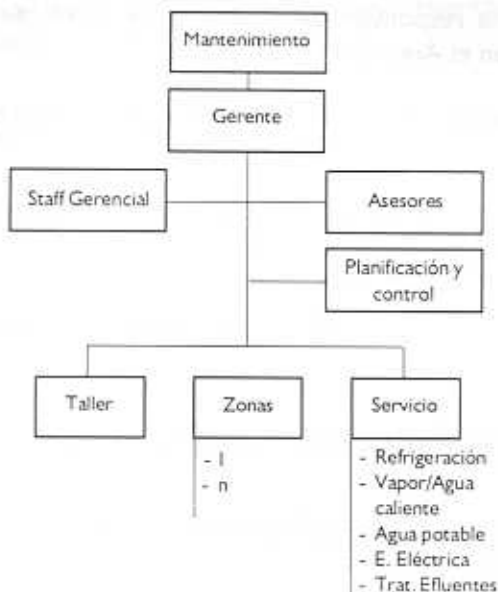 Mantenimiento
Gerente
Staff Gerencial
Asesores
Planificación y
control
Taller
Zonas
Servicio
- I
- n
- Refrigeración
- Vapor/Agua
caliente
- Agua potable
- E. Eléctrica
- Trat. Efluentes